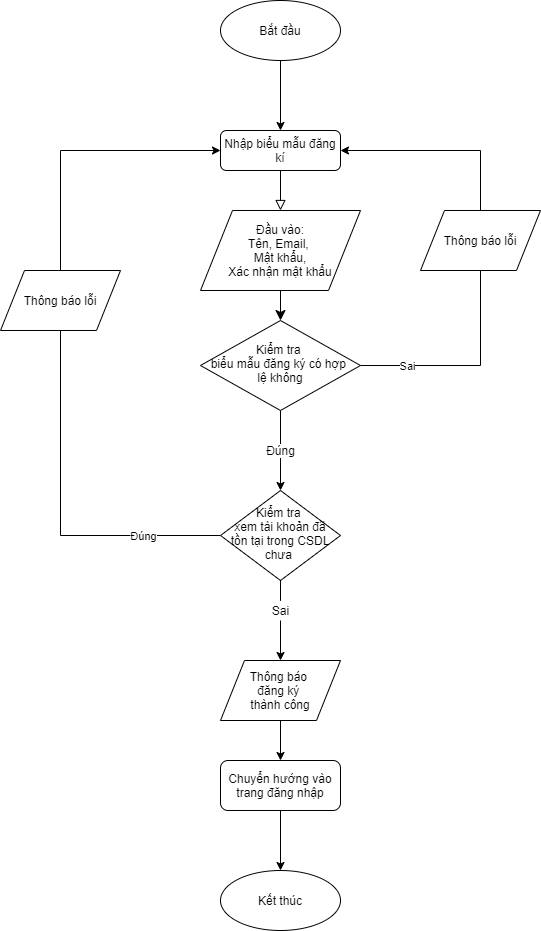 Bắt đầu
Nhập biểu mẫu đăng
kí
Đầu vào:
Tên, Email,
Mật khẩu,
Xác nhận mật khẩu
Thông báo lỗi
Thông báo lỗi
Kiểm tra
biểu mẫu đăng ký có hợp
lệ không
Sai
Đúng
Kiểm tra
xem tài khoản đã
tồn tại trong CSDL
chưa
Đúng
Sai
Thông báo
đăng ký
thành công
Chuyển hướng vào
trang đăng nhập
Kết thúc